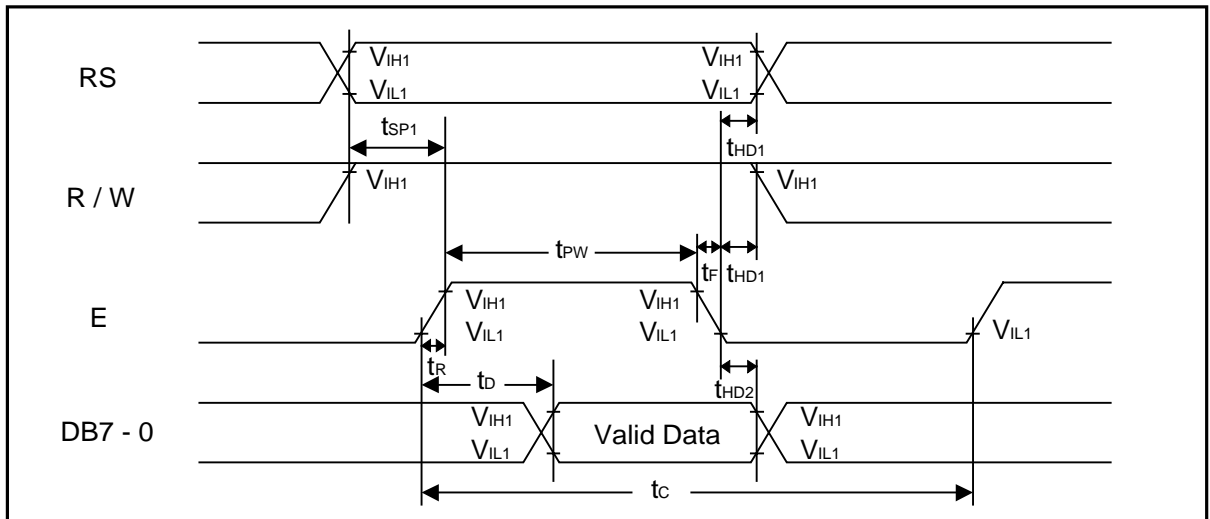 RS
VIH1
VIL1
VIH1
VIL1
tSP1
tHD1
R / W
VIH1
VIH1
tPW
tF
tHD1
E
VIH1
VIL1
VIH1
VIL1
VIL1
tR
tD
tHD2
DB7 - 0
VIH1
VIL1
Valid Data
VIH1
VIL1
tC